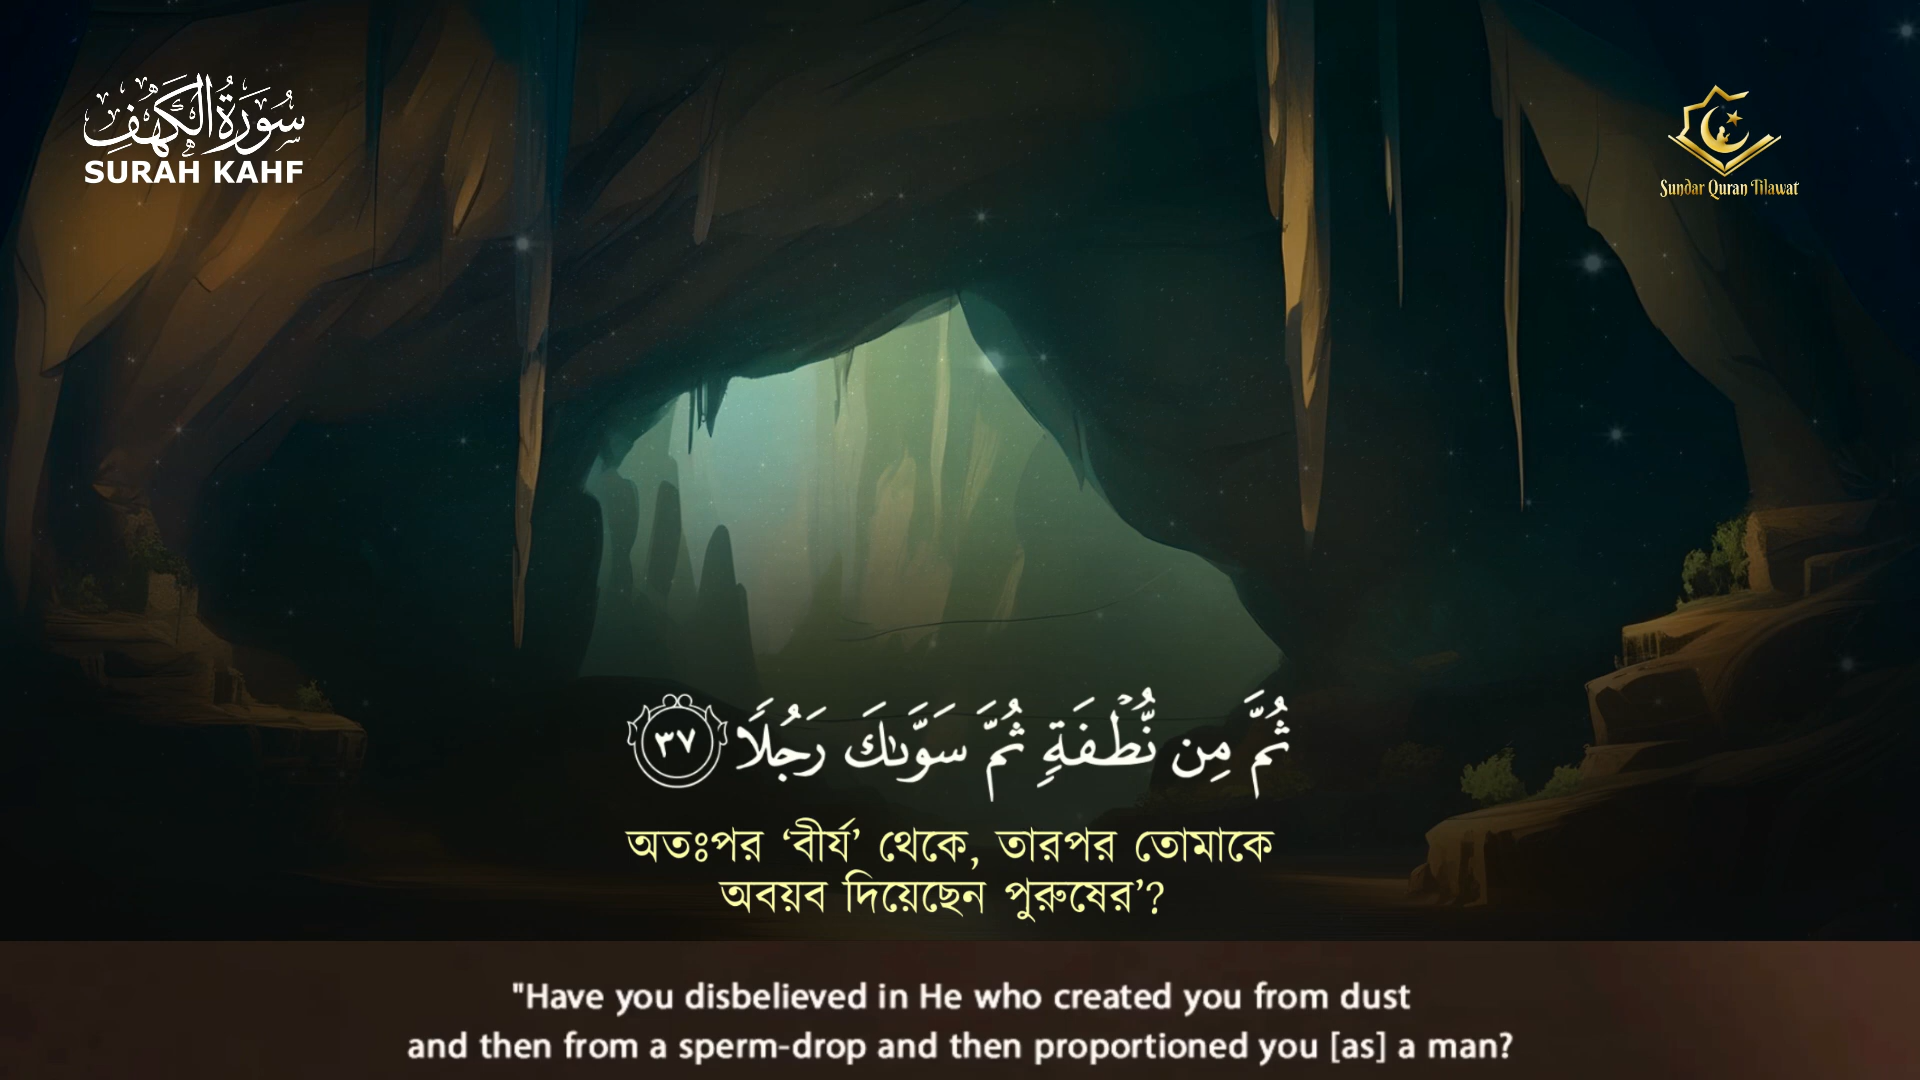 سُورَةُ الكَهْفِ
SURAH KAHF
Sundar Quran Tilawat
ثُمَّ مِن نُّطْفَةٍ ثُمَّ سَوَّىٰكَ رَجُلًا ٣٧
অতঃপর ‘বীর্য’ থেকে, তারপর তোমাকে
অবয়ব দিয়েছেন পুরুষের’?
"Have you disbelieved in He who created you from dust
and then from a sperm-drop and then proportioned you [as] a man?